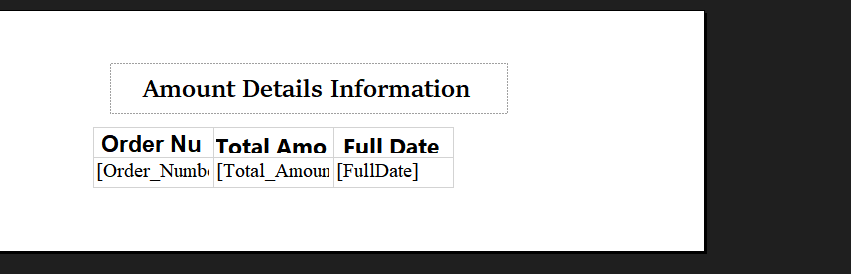 Amount Details Information
Order Nu Total Amo Full Date
[Order_Numb [Total_Amoun [FullDate]